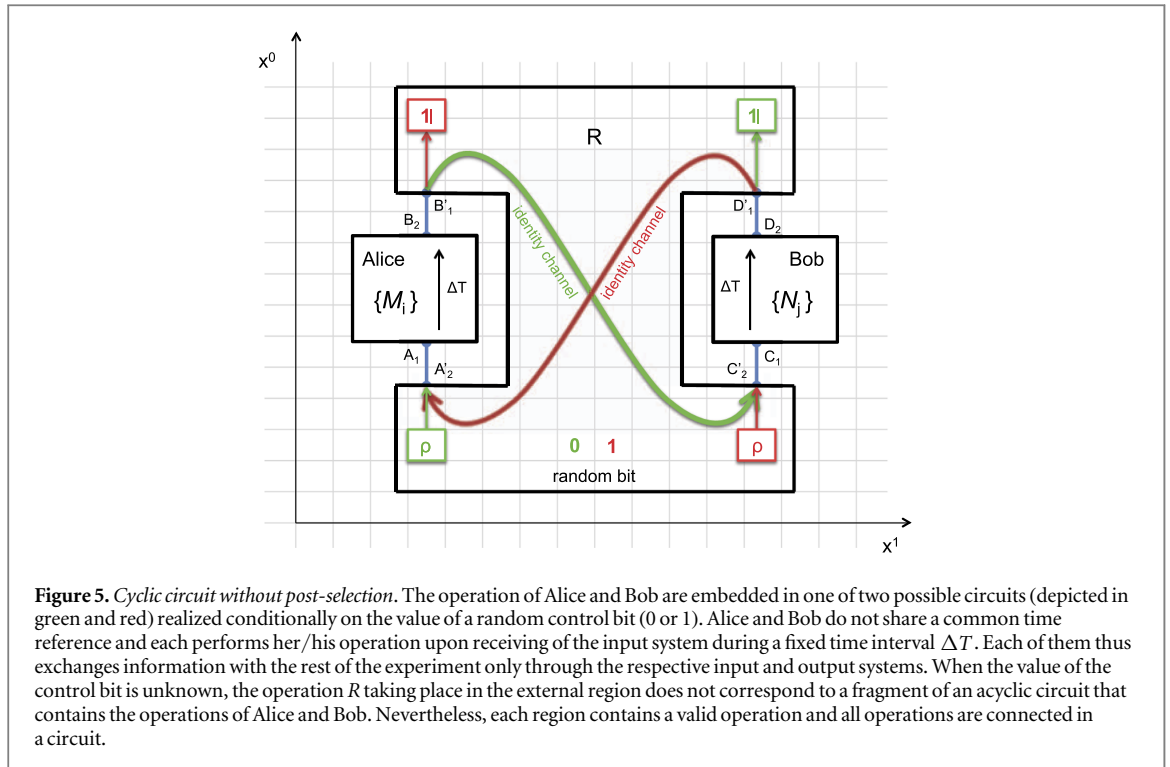 x⁰
1| 1|
R
B'₁ D'₁
B₂ D₂
identity channel identity channel
Alice Bob
ΔT ΔT
{Mᵢ} {Nⱼ}
A₁ C₁
A'₂ C'₂
ρ 0 1 ρ
random bit
x¹
Figure 5. Cyclic circuit without post-selection. The operation of Alice and Bob are embedded in one of two possible circuits (depicted in
green and red) realized conditionally on the value of a random control bit (0 or 1). Alice and Bob do not share a common time
reference and each performs her/his operation upon receiving of the input system during a fixed time interval ΔT. Each of them thus
exchanges information with the rest of the experiment only through the respective input and output systems. When the value of the
control bit is unknown, the operation R taking place in the external region does not correspond to a fragment of an acyclic circuit that
contains the operations of Alice and Bob. Nevertheless, each region contains a valid operation and all operations are connected in
a circuit.